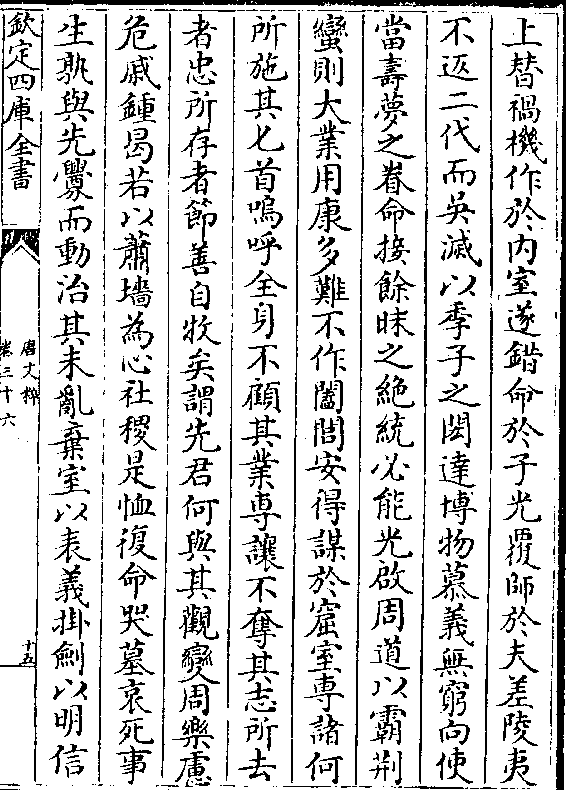 上替禍機作於内室遂錯命於子光覆師於夫差陵夷
不返二代而吳滅以季子之閎達博物慕義無窮向使
當壽夢之眷命接餘昧之絶統必能光啟周道以霸荆
蠻則大業用康多難不作闔閭安得謀於窟室専諸何
所施其匕首嗚呼全身不顧其業専讓不奪其志所去
者忠所存者節善自牧矣謂先君何與其觀變周樂慮
危戚鍾曷若以蕭墻為心社稷是恤復命哭墓哀死事
生孰與先釁而動治其未亂棄室以表義掛劍以明信
欽定四庫全書
唐文粹
卷三十六
十五